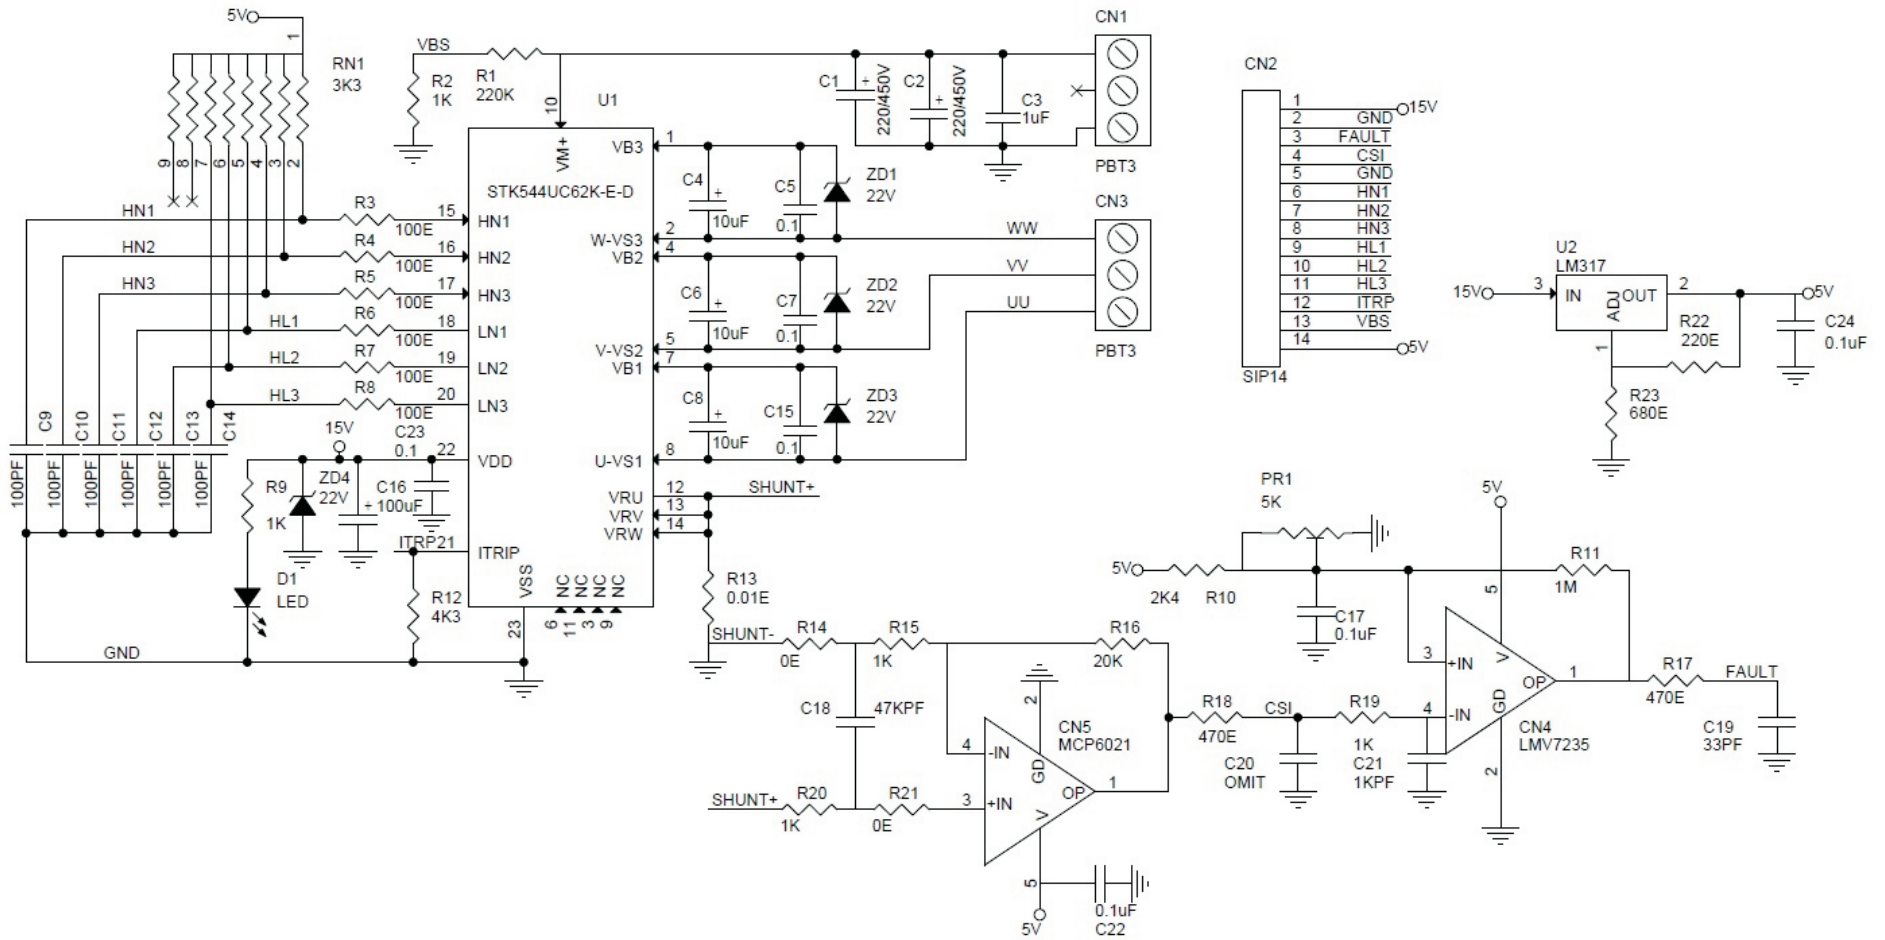 5V
1
RN1
3K3
9
8
7
6
5
4
3
2
VBS
R2
1K
R1
220K
10
U1
VM+
STK544UC62K-E-D
C1
+
220/450V
C2
+
220/450V
C3
1uF
CN1
PBT3
CN2
1
15V
2
GND
3
FAULT
4
CSI
5
GND
6
HN1
7
HN2
8
HN3
9
HL1
10
HL2
11
HL3
12
ITRP
13
VBS
14
5V
SIP14
HN1
R3
100E
15
HN1
HN2
R4
100E
16
HN2
HN3
R5
100E
17
HN3
HL1
R6
100E
18
LN1
HL2
R7
100E
19
LN2
HL3
R8
100E
20
LN3
VB3
1
C4
+
10uF
C5
0.1
ZD1
22V
W-VS3
2
VB2
4
C6
+
10uF
C7
0.1
ZD2
22V
V-VS2
5
VB1
7
C8
+
10uF
C15
0.1
ZD3
22V
U-VS1
8
WW
VV
UU
CN3
PBT3
U2
LM317
15V
3
IN
ADJ
OUT
2
5V
1
R22
220E
R23
680E
C24
0.1uF
C9
100PF
C10
100PF
C11
100PF
C12
100PF
C13
100PF
C14
100PF
15V
C23
0.1
22
VDD
R9
1K
ZD4
22V
+
C16
100uF
ITRP
21
ITRIP
D1
LED
R12
4K3
GND
VSS
23
NC
NC
NC
NC
6
11
3
9
VRU
12
SHUNT+
VRV
13
VRW
14
R13
0.01E
SHUNT-
R14
0E
R15
1K
R16
20K
C18
47KPF
SHUNT+
R20
1K
R21
0E
4
-IN
3
+IN
2
GD
CN5
MCP6021
OP
1
V
5
5V
0.1uF
C22
R18
470E
CSI
C20
OMIT
R19
1K
C21
1KPF
PR1
5K
5V
2K4
R10
C17
0.1uF
5V
5
R11
1M
3
+IN
4
-IN
V
GD
OP
1
CN4
LMV7235
2
R17
470E
FAULT
C19
33PF